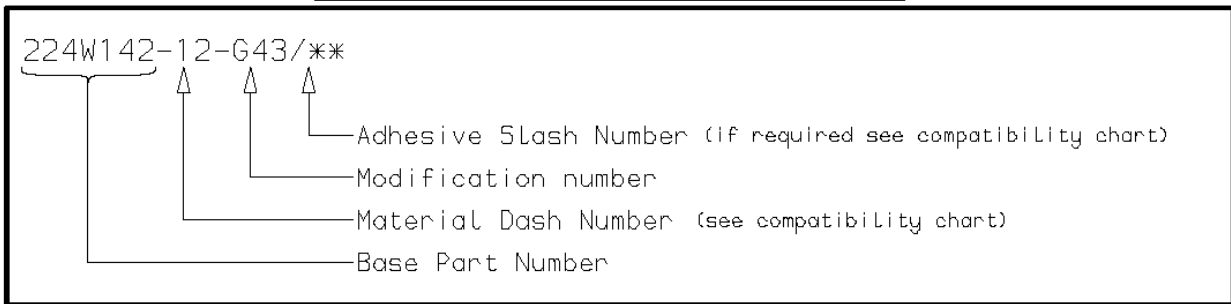 224W142-12-G43/**
Adhesive Slash Number (if required see compatibility chart)
Modification number
Material Dash Number (see compatibility chart)
Base Part Number